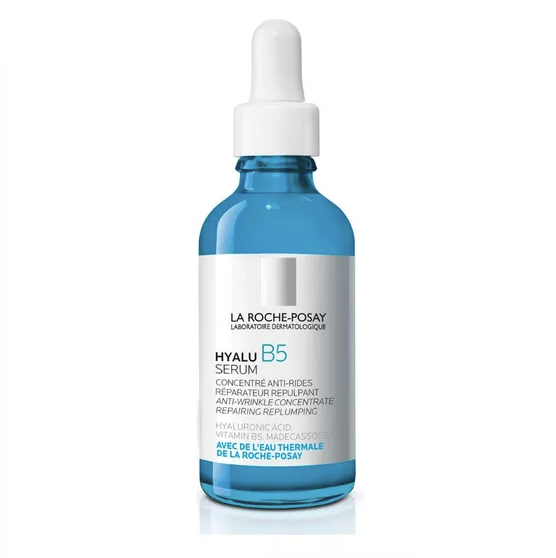 LA ROCHE-POSAY
LABORATOIRE DERMATOLOGIQUE
HYALU B5
SERUM
CONCENTRÉ ANTI-RIDES
RÉPARATEUR REPULPANT
ANTI-WRINKLE CONCENTRATE
REPAIRING REPLUMPING
HYALURONIC ACID,
VITAMIN B5, MADECASSOSIDE
AVEC DE L'EAU THERMALE
DE LA ROCHE-POSAY